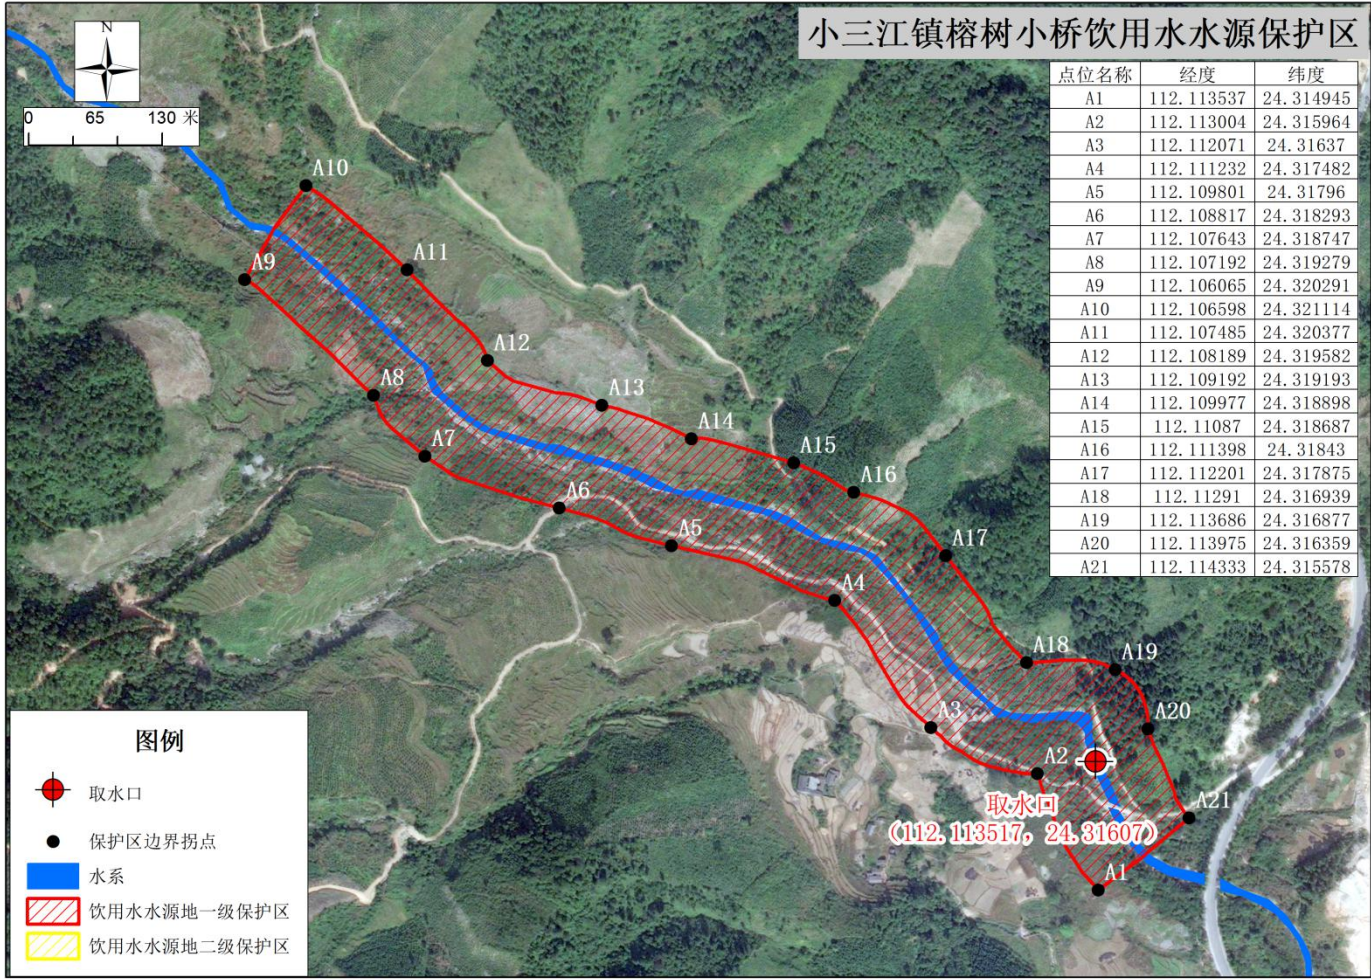 小三江镇榕树小桥饮用水水源保护区
N
0 65 130 米
点位名称 经度 纬度
A1 112.113537 24.314945
A2 112.113004 24.315964
A3 112.112071 24.31637
A4 112.111232 24.317482
A5 112.109801 24.31796
A6 112.108817 24.318293
A7 112.107643 24.318747
A8 112.107192 24.319279
A9 112.106065 24.320291
A10 112.106598 24.321114
A11 112.107485 24.320377
A12 112.108189 24.319582
A13 112.109192 24.319193
A14 112.109977 24.318898
A15 112.11087 24.318687
A16 112.111398 24.31843
A17 112.112201 24.317875
A18 112.11291 24.316939
A19 112.113686 24.316877
A20 112.113975 24.316359
A21 112.114333 24.315578
A10
A11
A9
A12
A8
A13
A14
A7
A15
A16
A6
A5
A17
A4
A18
A19
A3
A20
A2
A21
取水口
（112.113517，24.31607）
A1
图例
取水口
保护区边界拐点
水系
饮用水水源地一级保护区
饮用水水源地二级保护区